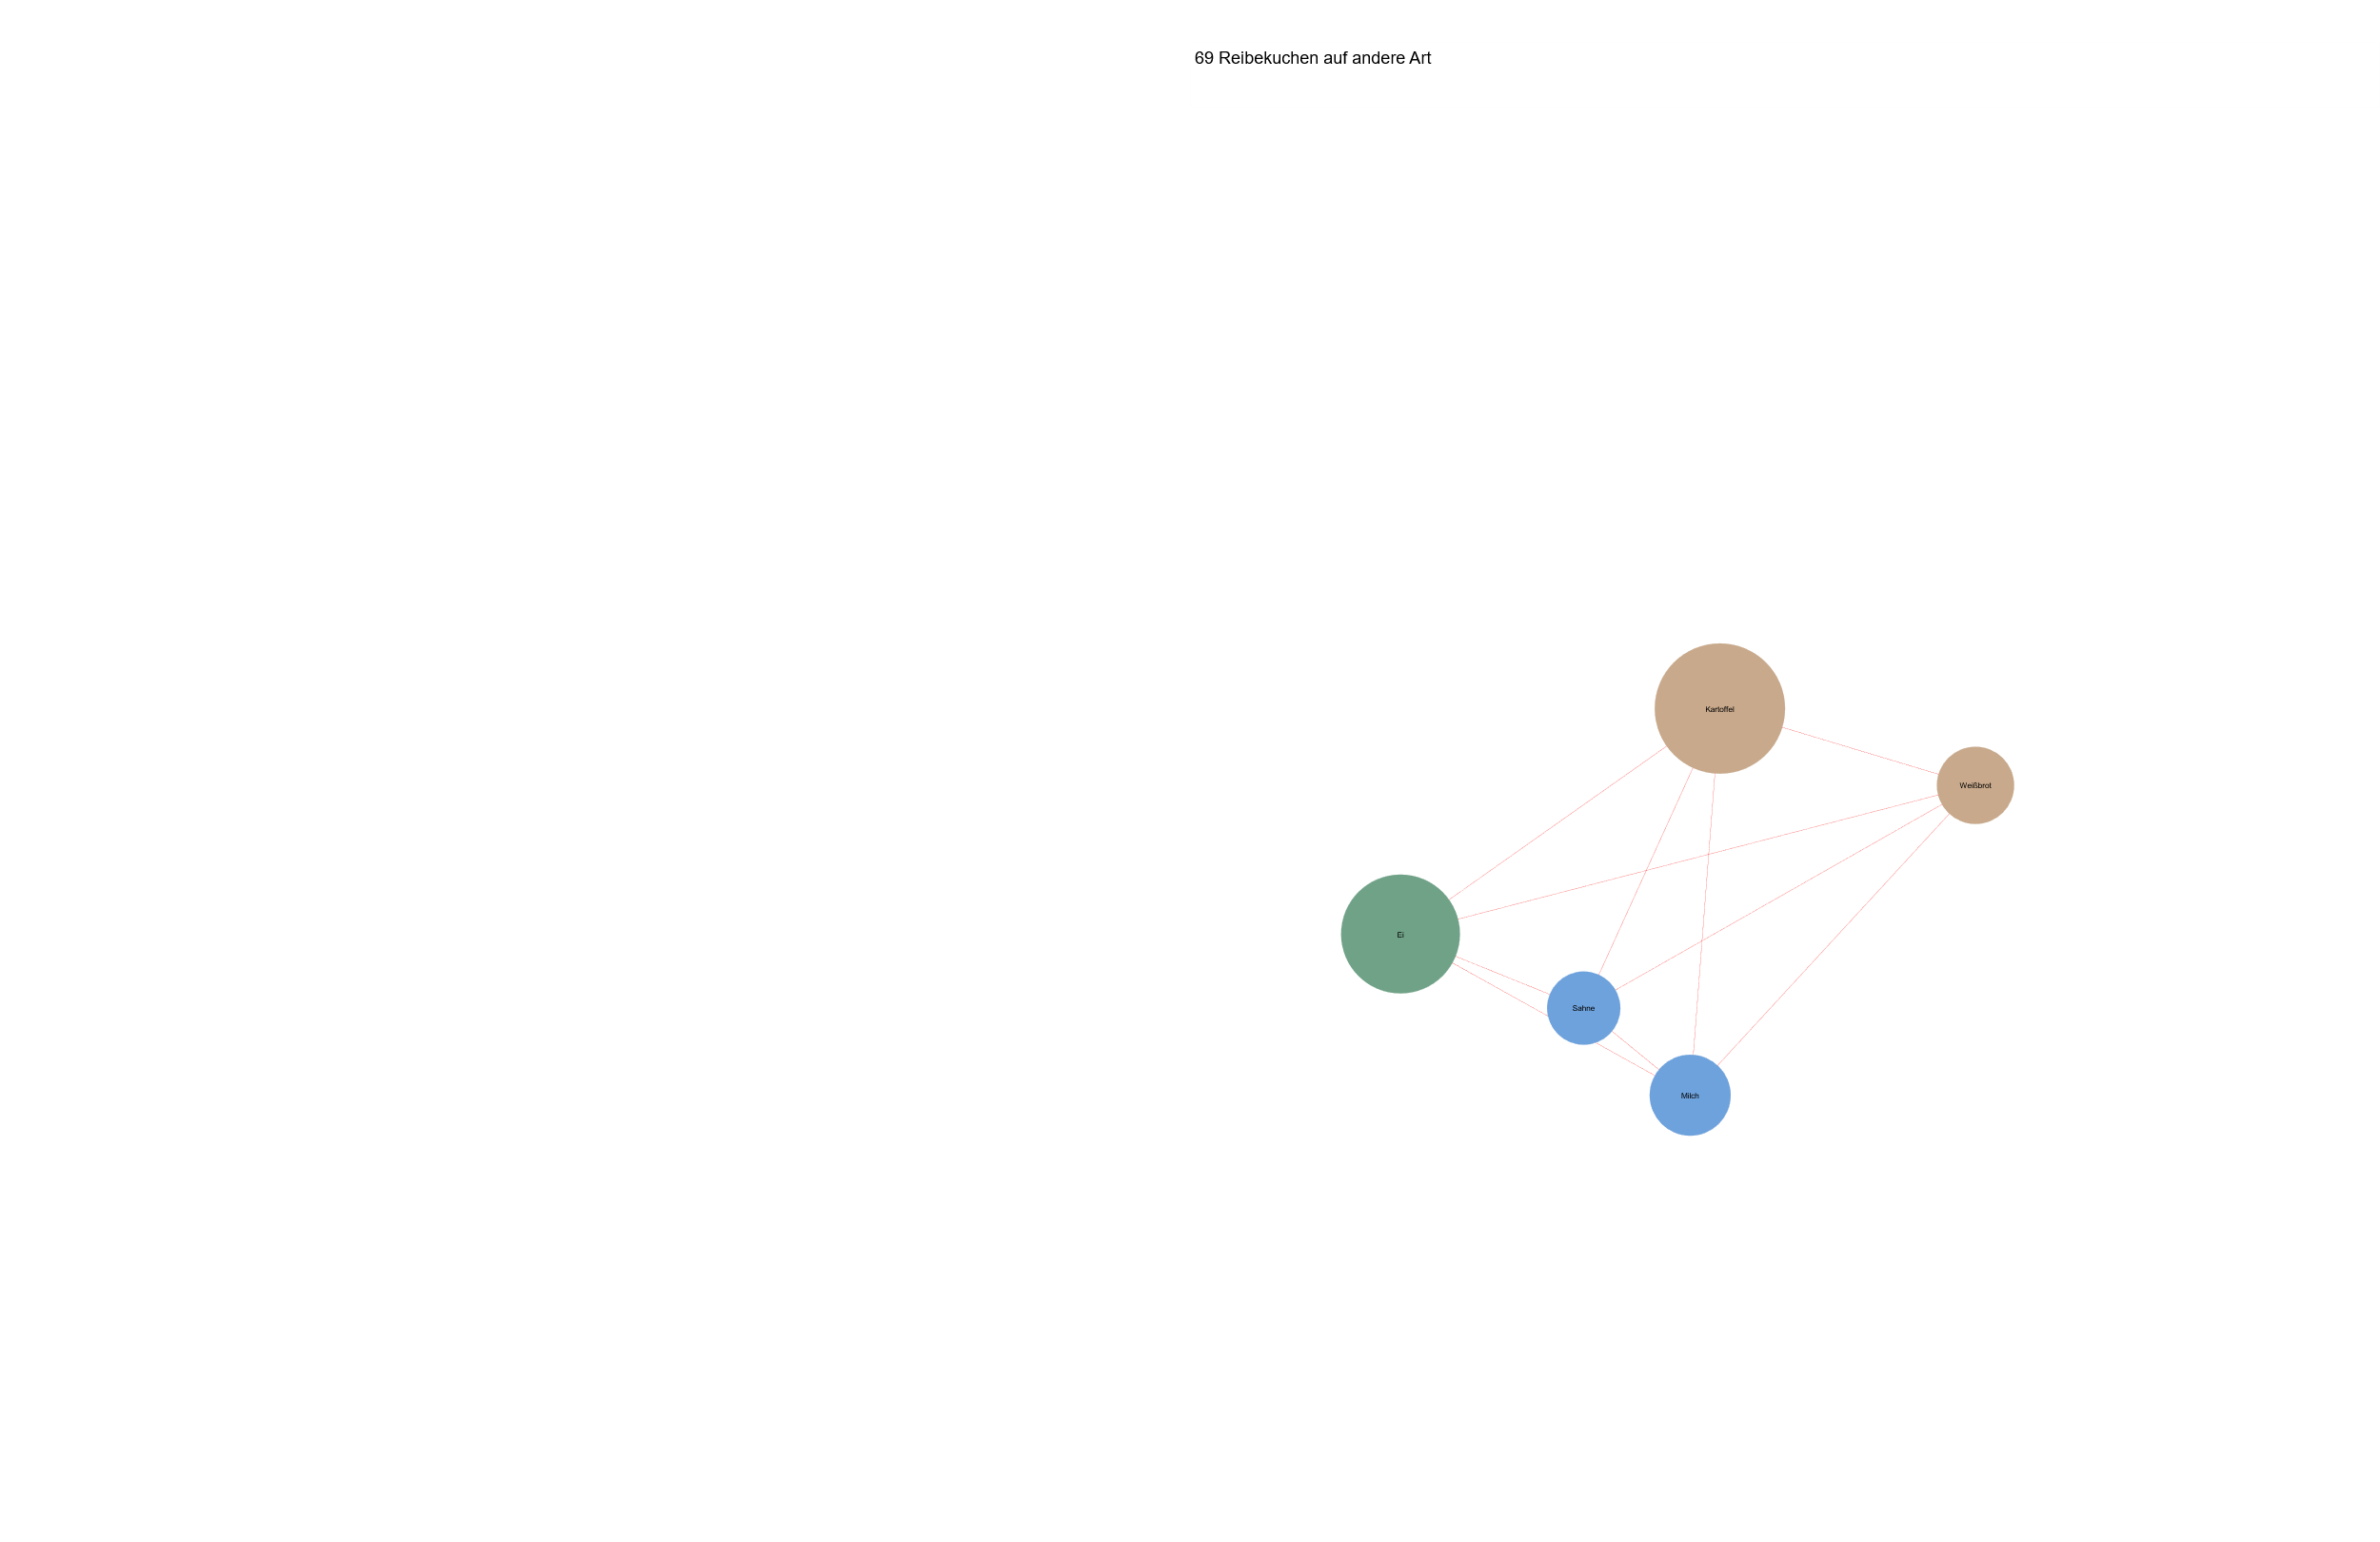 69 Reibekuchen auf andere Art
Kartoffel
Weißbrot
Ei
Sahne
Milch